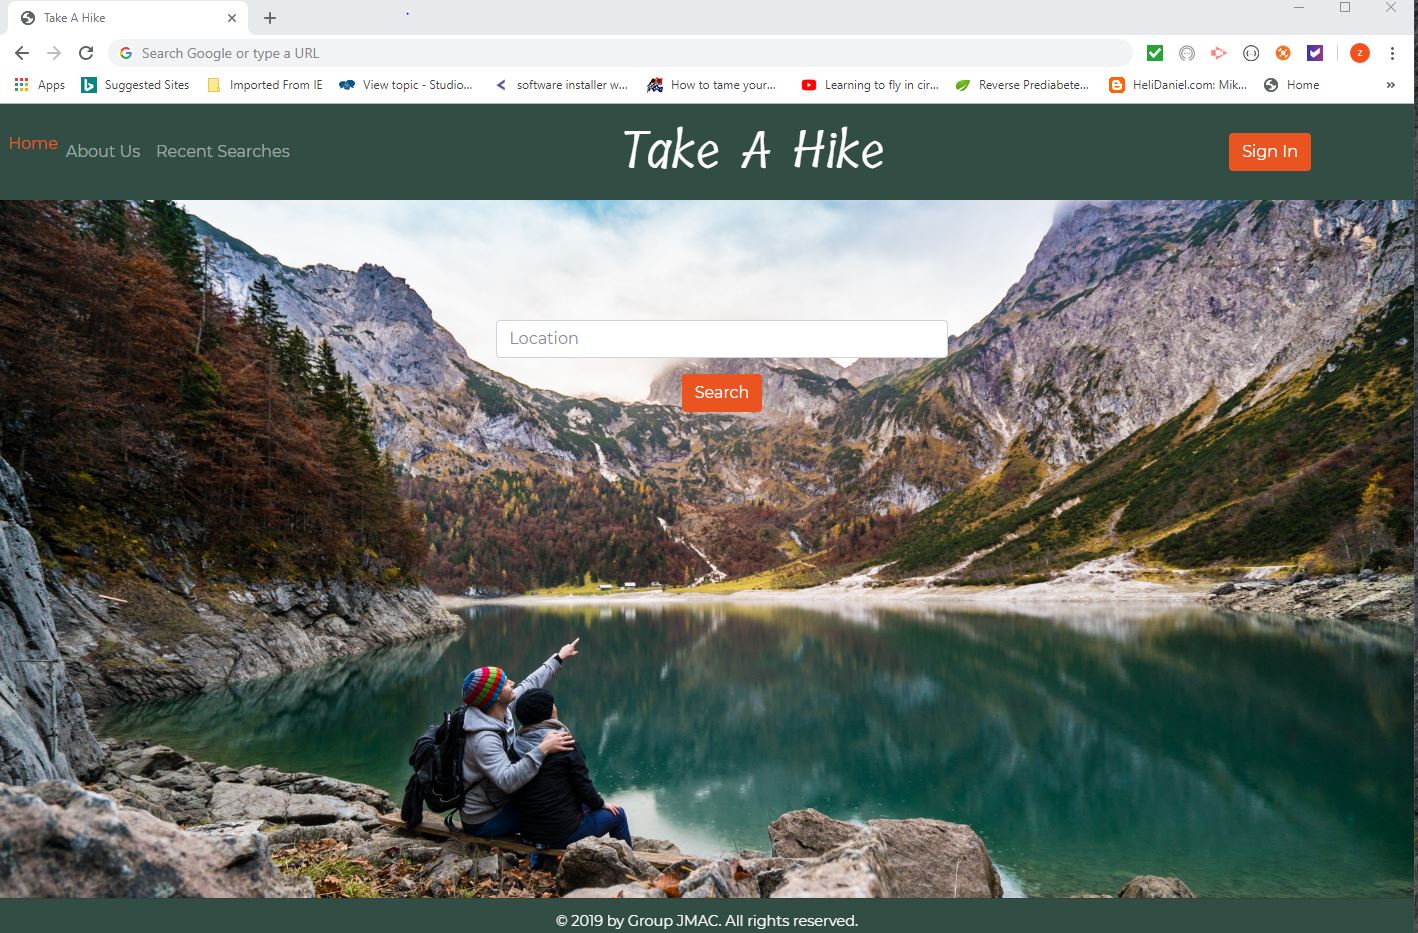 Take A Hike
Search Google or type a URL
Z
Apps Suggested Sites Imported From IE View topic - Studio... software installer w... How to tame your... Learning to fly in cir... Reverse Prediabete... HeliDaniel.com: Mik... Home »
Home About Us Recent Searches Take A Hike Sign In
Location
Search
© 2019 by Group JMAC. All rights reserved.